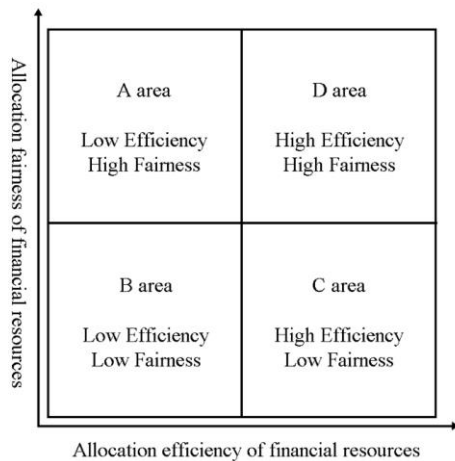 Allocation fairness of financial
resources
A area
Low Efficiency
High Fairness
D area
High Efficiency
High Fairness
B area
Low Efficiency
Low Fairness
C area
High Efficiency
Low Fairness
Allocation efficiency of financial resources